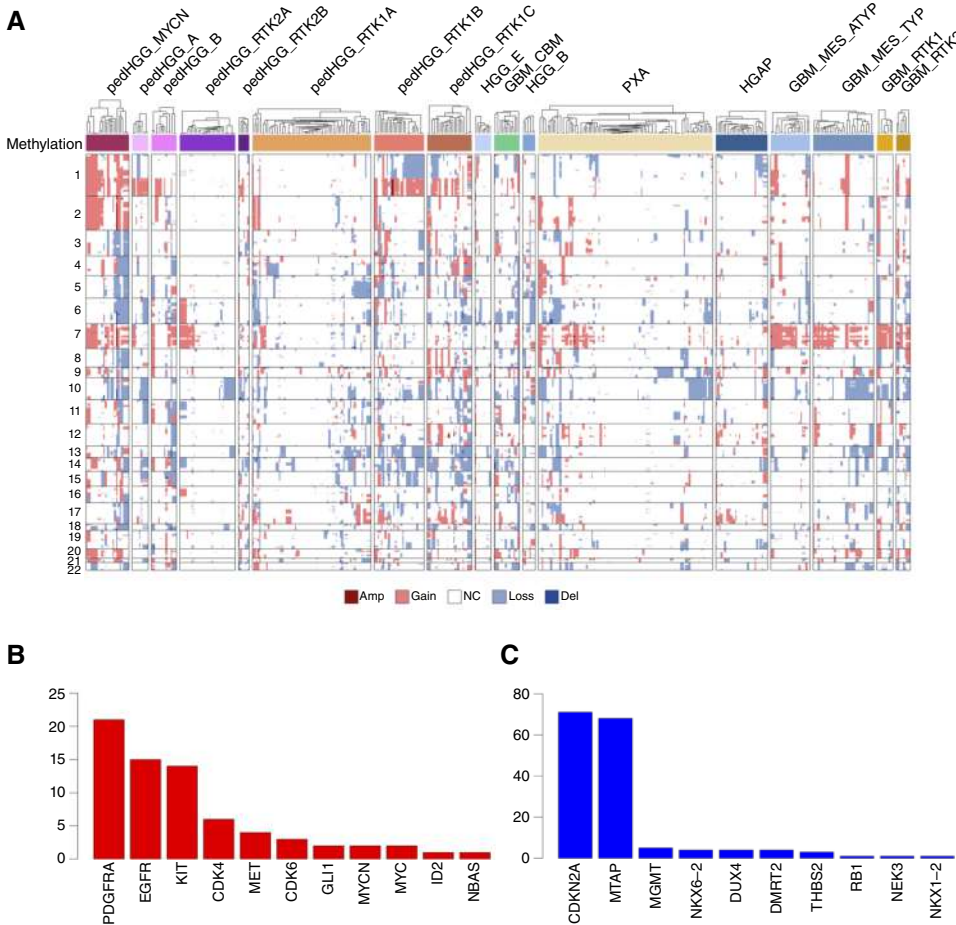 A
pedHGG_MYCN
pedHGG_A
pedHGG_B
pedHGG_RTK2A
pedHGG_RTK2B
pedHGG_RTK1A
pedHGG_RTK1B
pedHGG_RTK1C
HGG_E
GBM_CBM
HGG_B
PXA
HGAP
GBM_MES_ATYP
GBM_MES_TYP
GBM_RTK1
Methylation
1
2
3
4
5
6
7
8
9
10
11
12
13
14
15
16
17
18
19
20
21
22
Amp Gain NC Loss Del
B
25
20
15
10
5
0
PDGFRA
EGFR
KIT
CDK4
MET
CDK6
GLI1
MYCN
MYC
ID2
NBAS
C
80
60
40
20
0
CDKN2A
MTAP
MGMT
NKX6–2
DUX4
DMRT2
THBS2
RB1
NEK3
NKX1–2